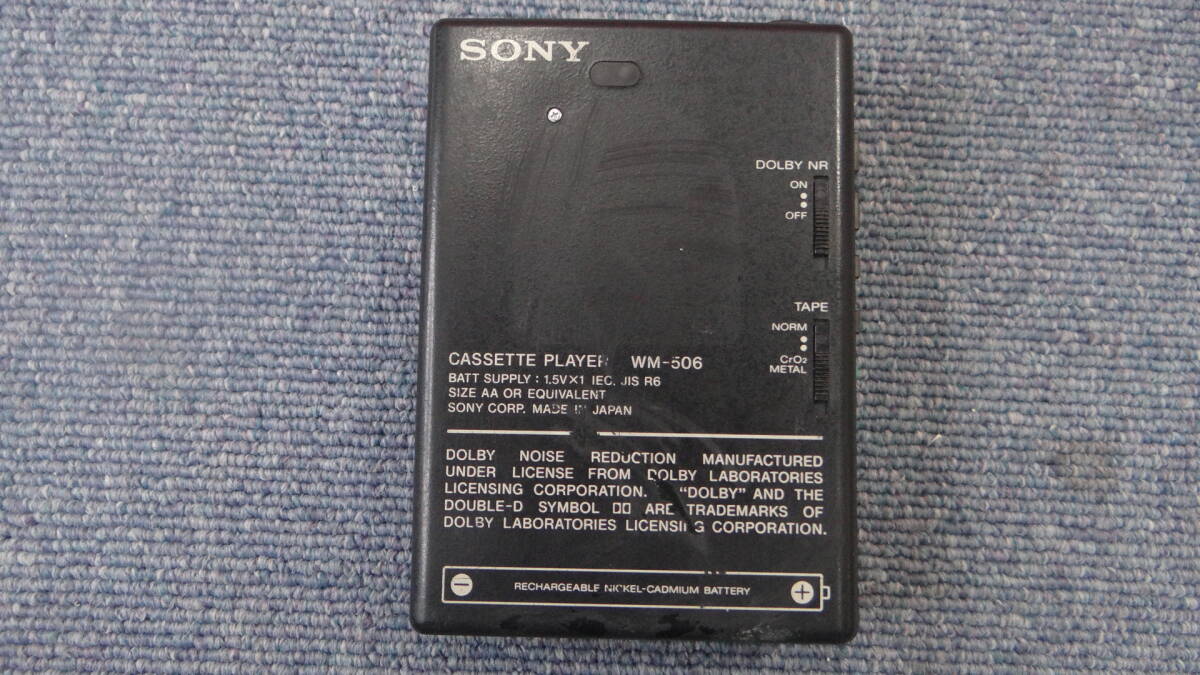 SONY
DOLBY NR
ON
OFF
TAPE
NORM
CrO₂
METAL
CASSETTE PLAYER WM-506
BATT SUPPLY : 1.5V×1 IEC, JIS R6
SIZE AA OR EQUIVALENT
SONY CORP. MADE IN JAPAN
DOLBY NOISE REDUCTION MANUFACTURED
UNDER LICENSE FROM DOLBY LABORATORIES
LICENSING CORPORATION. "DOLBY" AND THE
DOUBLE-D SYMBOL DD ARE TRADEMARKS OF
DOLBY LABORATORIES LICENSING CORPORATION.
RECHARGEABLE NICKEL-CADMIUM BATTERY